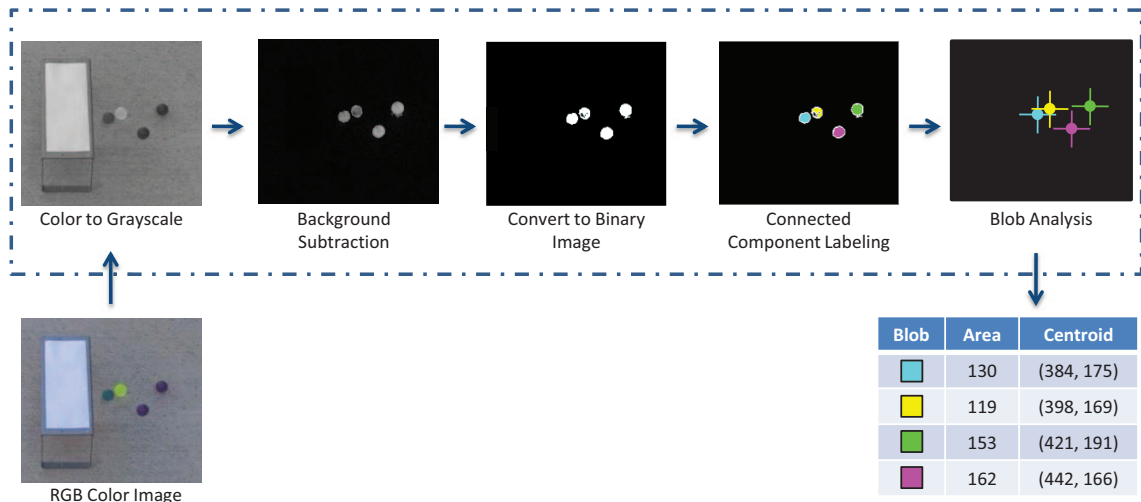 Color to Grayscale
Background
Subtraction
Convert to Binary
Image
Connected
Component Labeling
Blob Analysis
RGB Color Image
Blob Area Centroid
130 (384, 175)
119 (398, 169)
153 (421, 191)
162 (442, 166)